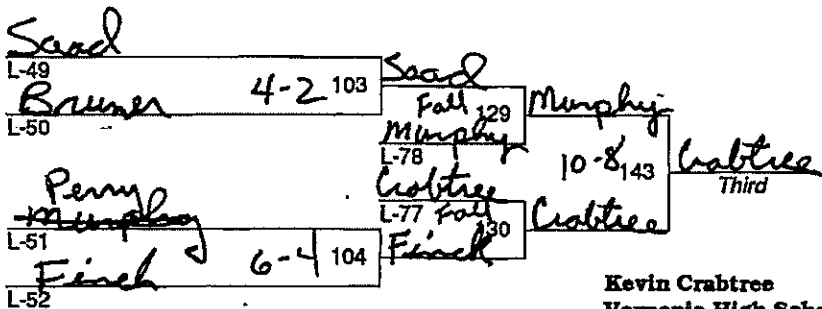 Saad
L-49
4-2 103
Saad
Bruner
L-50
Fall 129
Murphy
Murphy
L-78
10-8 143
Crabtree
Third
Perry
Murphy
L-51
Crabtree
L-77 Fall 130
Crabtree
6-4 104
Finch
Finch
L-52
Kevin Crabtree